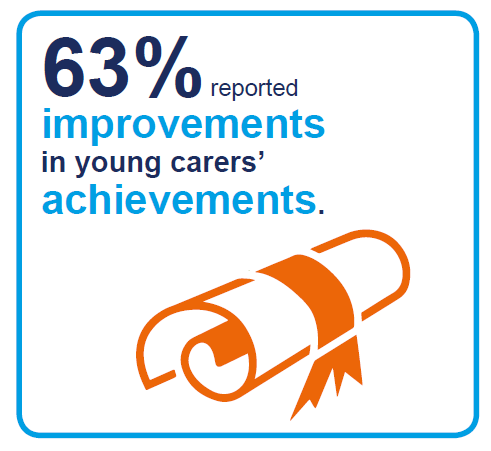 63% reported
improvements
in young carers’
achievements.